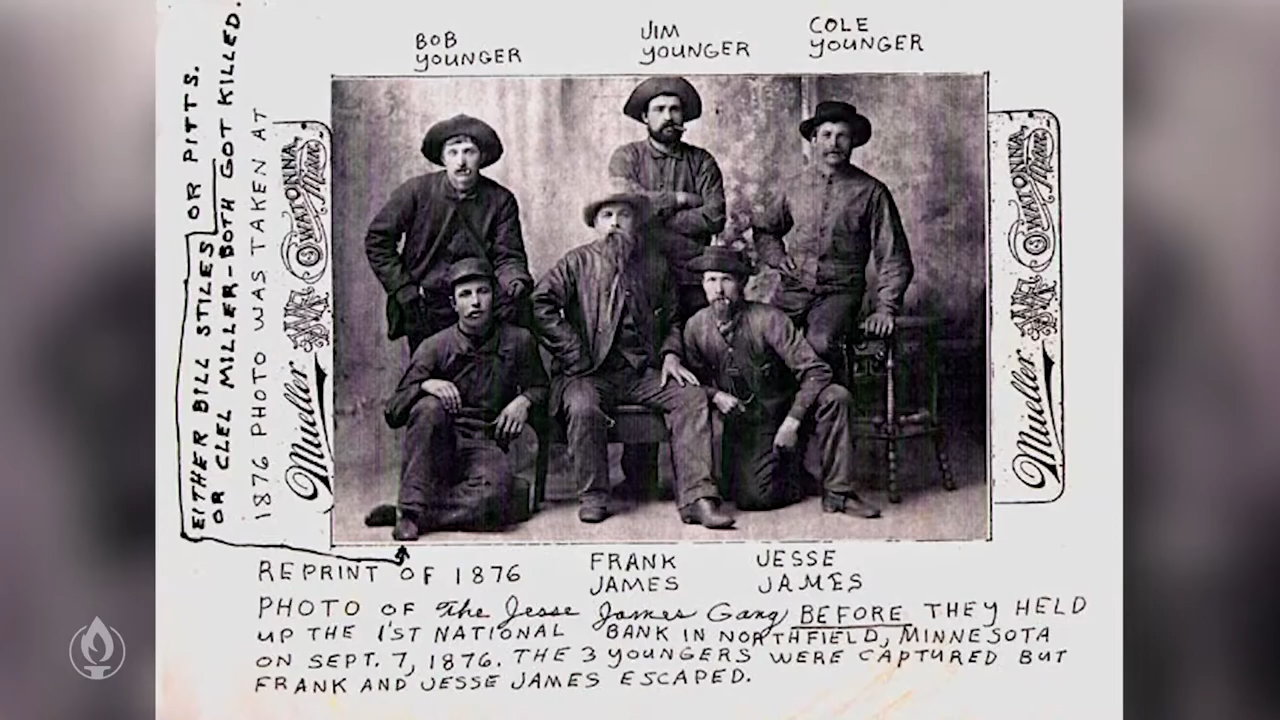 BOB
YOUNGER
JIM
YOUNGER
COLE
YOUNGER
EITHER BILL STILES OR PITTS.
OR CLEL MILLER-BOTH GOT KILLED.
1876 PHOTO WAS TAKEN AT
Mueller
Owatonna,
Minn
Mueller
Owatonna,
Minn
FRANK
JAMES
JESSE
JAMES
REPRINT OF 1876
PHOTO OF The Jesse James Gang BEFORE THEY HELD
UP THE 1'ST NATIONAL BANK IN NORTHFIELD, MINNESOTA
ON SEPT. 7, 1876. THE 3 YOUNGERS WERE CAPTURED BUT
FRANK AND JESSE JAMES ESCAPED.